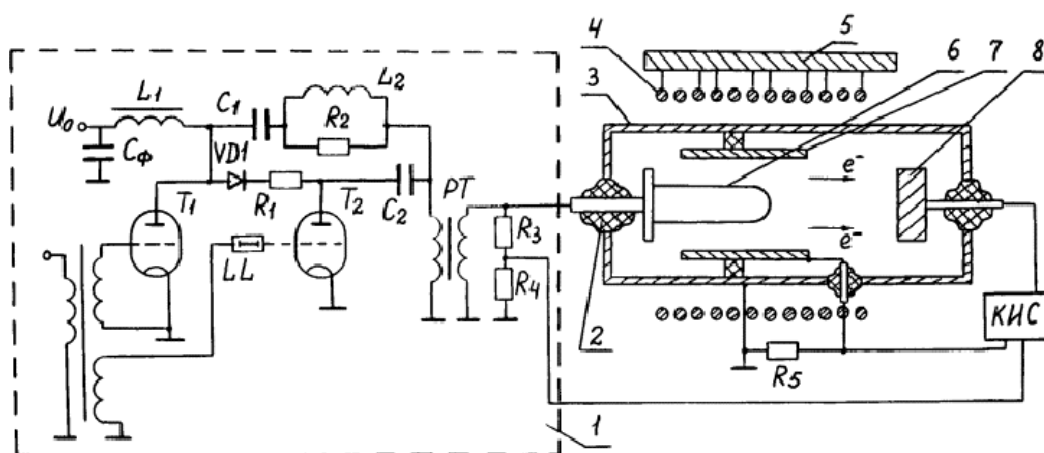 4 5 6 7 8
3
L1 C1 L2
U₀ R2
Cф VD1
T1 R1 T2 C2 PT
e⁻
R3
LL e⁻
R4
КИС
2 R5
1